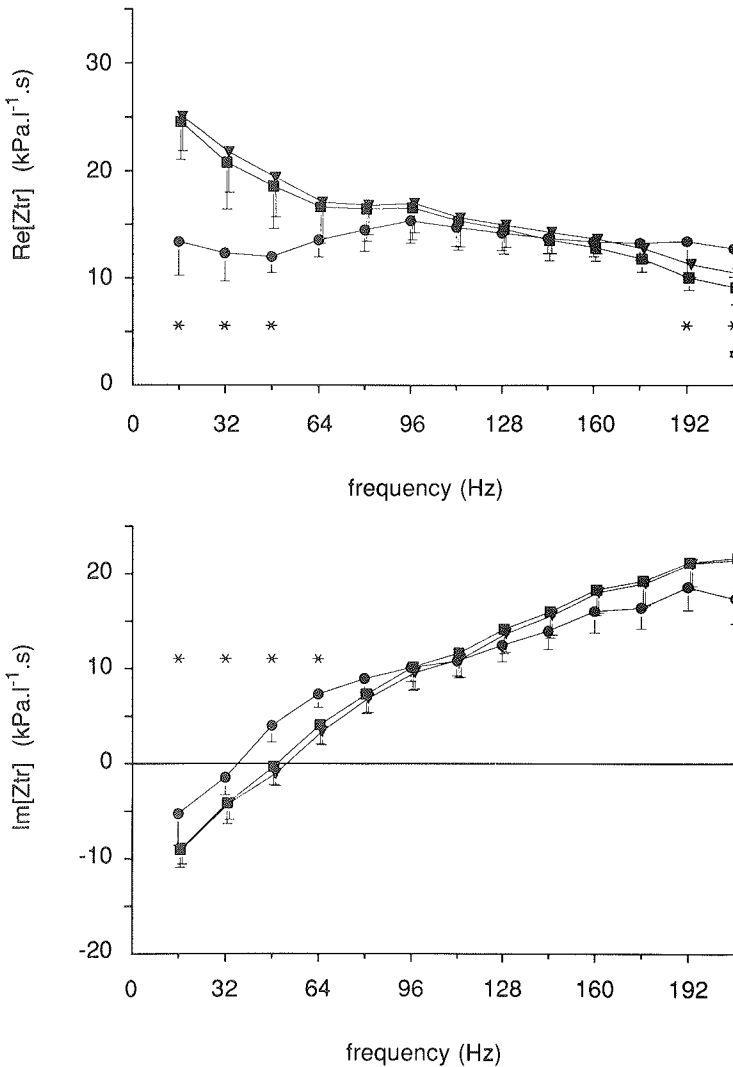 Re[Ztr] (kPa.l⁻¹.s)
30
20
10
0
* * * * *
0 32 64 96 128 160 192
frequency (Hz)
Im[Ztr] (kPa.l⁻¹.s)
20
* * * *
10
0
-10
-20
0 32 64 96 128 160 192
frequency (Hz)